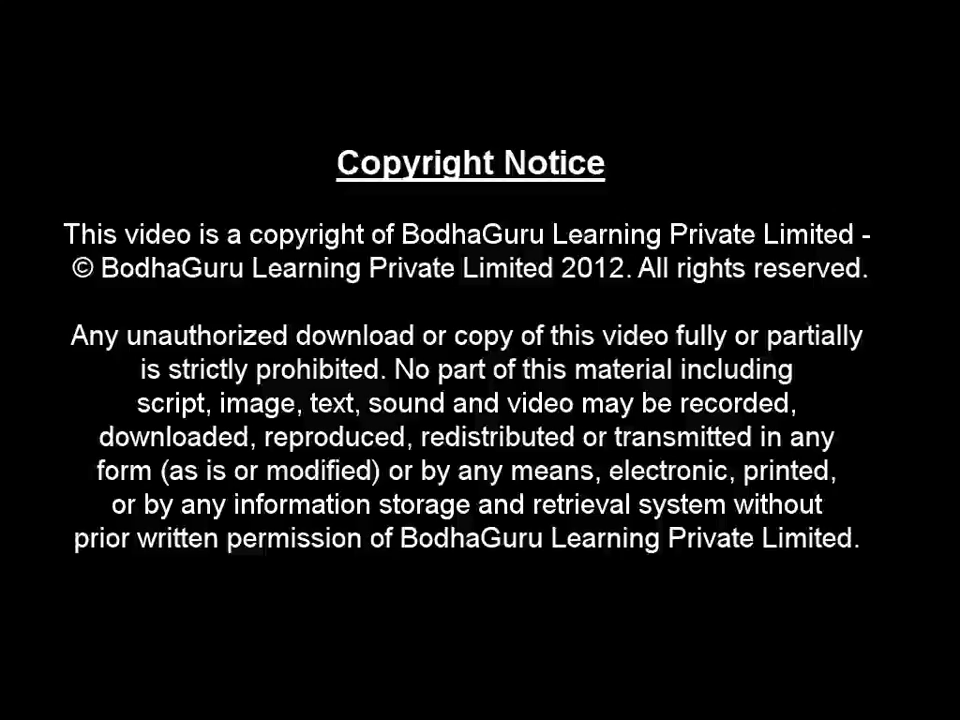 Copyright Notice
This video is a copyright of BodhaGuru Learning Private Limited -
© BodhaGuru Learning Private Limited 2012. All rights reserved.
Any unauthorized download or copy of this video fully or partially
is strictly prohibited. No part of this material including
script, image, text, sound and video may be recorded,
downloaded, reproduced, redistributed or transmitted in any
form (as is or modified) or by any means, electronic, printed,
or by any information storage and retrieval system without
prior written permission of BodhaGuru Learning Private Limited.